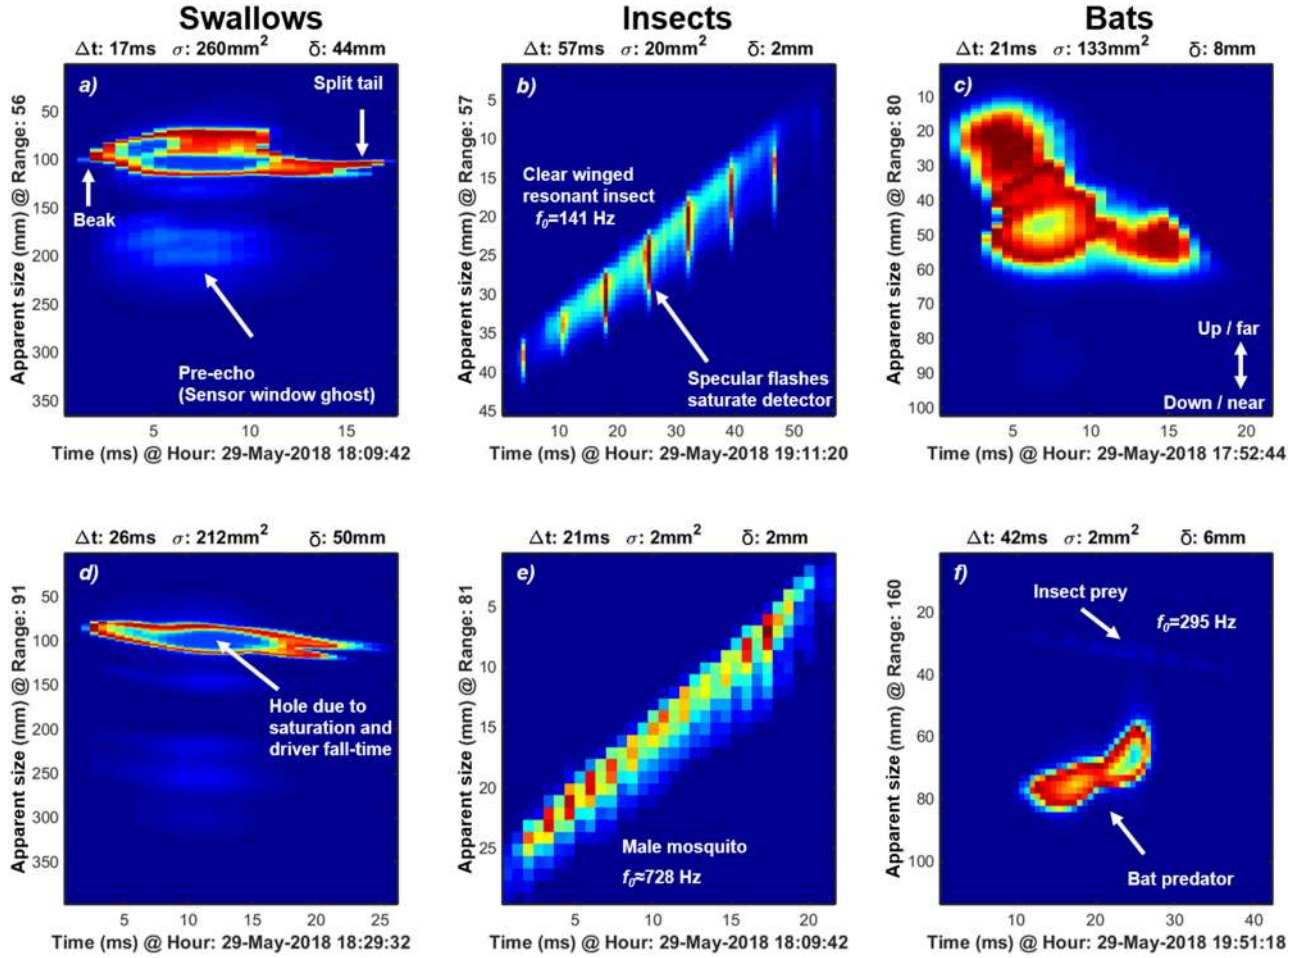 Swallows
Insects
Bats
Δt: 17ms σ: 260mm² δ: 44mm
a)
Split tail
Beak
Pre-echo
(Sensor window ghost)
Apparent size (mm) @ Range: 56
50
100
150
200
250
300
350
5 10 15
Time (ms) @ Hour: 29-May-2018 18:09:42
Δt: 57ms σ: 20mm² δ: 2mm
b)
Clear winged
resonant insect
f₀=141 Hz
Specular flashes
saturate detector
Apparent size (mm) @ Range: 57
5
10
15
20
25
30
35
40
45
10 20 30 40 50
Time (ms) @ Hour: 29-May-2018 19:11:20
Δt: 21ms σ: 133mm² δ: 8mm
c)
Up / far
Down / near
Apparent size (mm) @ Range: 80
10
20
30
40
50
60
70
80
90
100
5 10 15 20
Time (ms) @ Hour: 29-May-2018 17:52:44
Δt: 26ms σ: 212mm² δ: 50mm
d)
Hole due to
saturation and
driver fall-time
Apparent size (mm) @ Range: 91
50
100
150
200
250
300
350
5 10 15 20 25
Time (ms) @ Hour: 29-May-2018 18:29:32
Δt: 21ms σ: 2mm² δ: 2mm
e)
Male mosquito
f₀≈728 Hz
Apparent size (mm) @ Range: 81
5
10
15
20
25
5 10 15 20
Time (ms) @ Hour: 29-May-2018 18:09:42
Δt: 42ms σ: 2mm² δ: 6mm
f)
Insect prey
f₀=295 Hz
Bat predator
Apparent size (mm) @ Range: 160
20
40
60
80
100
10 20 30 40
Time (ms) @ Hour: 29-May-2018 19:51:18